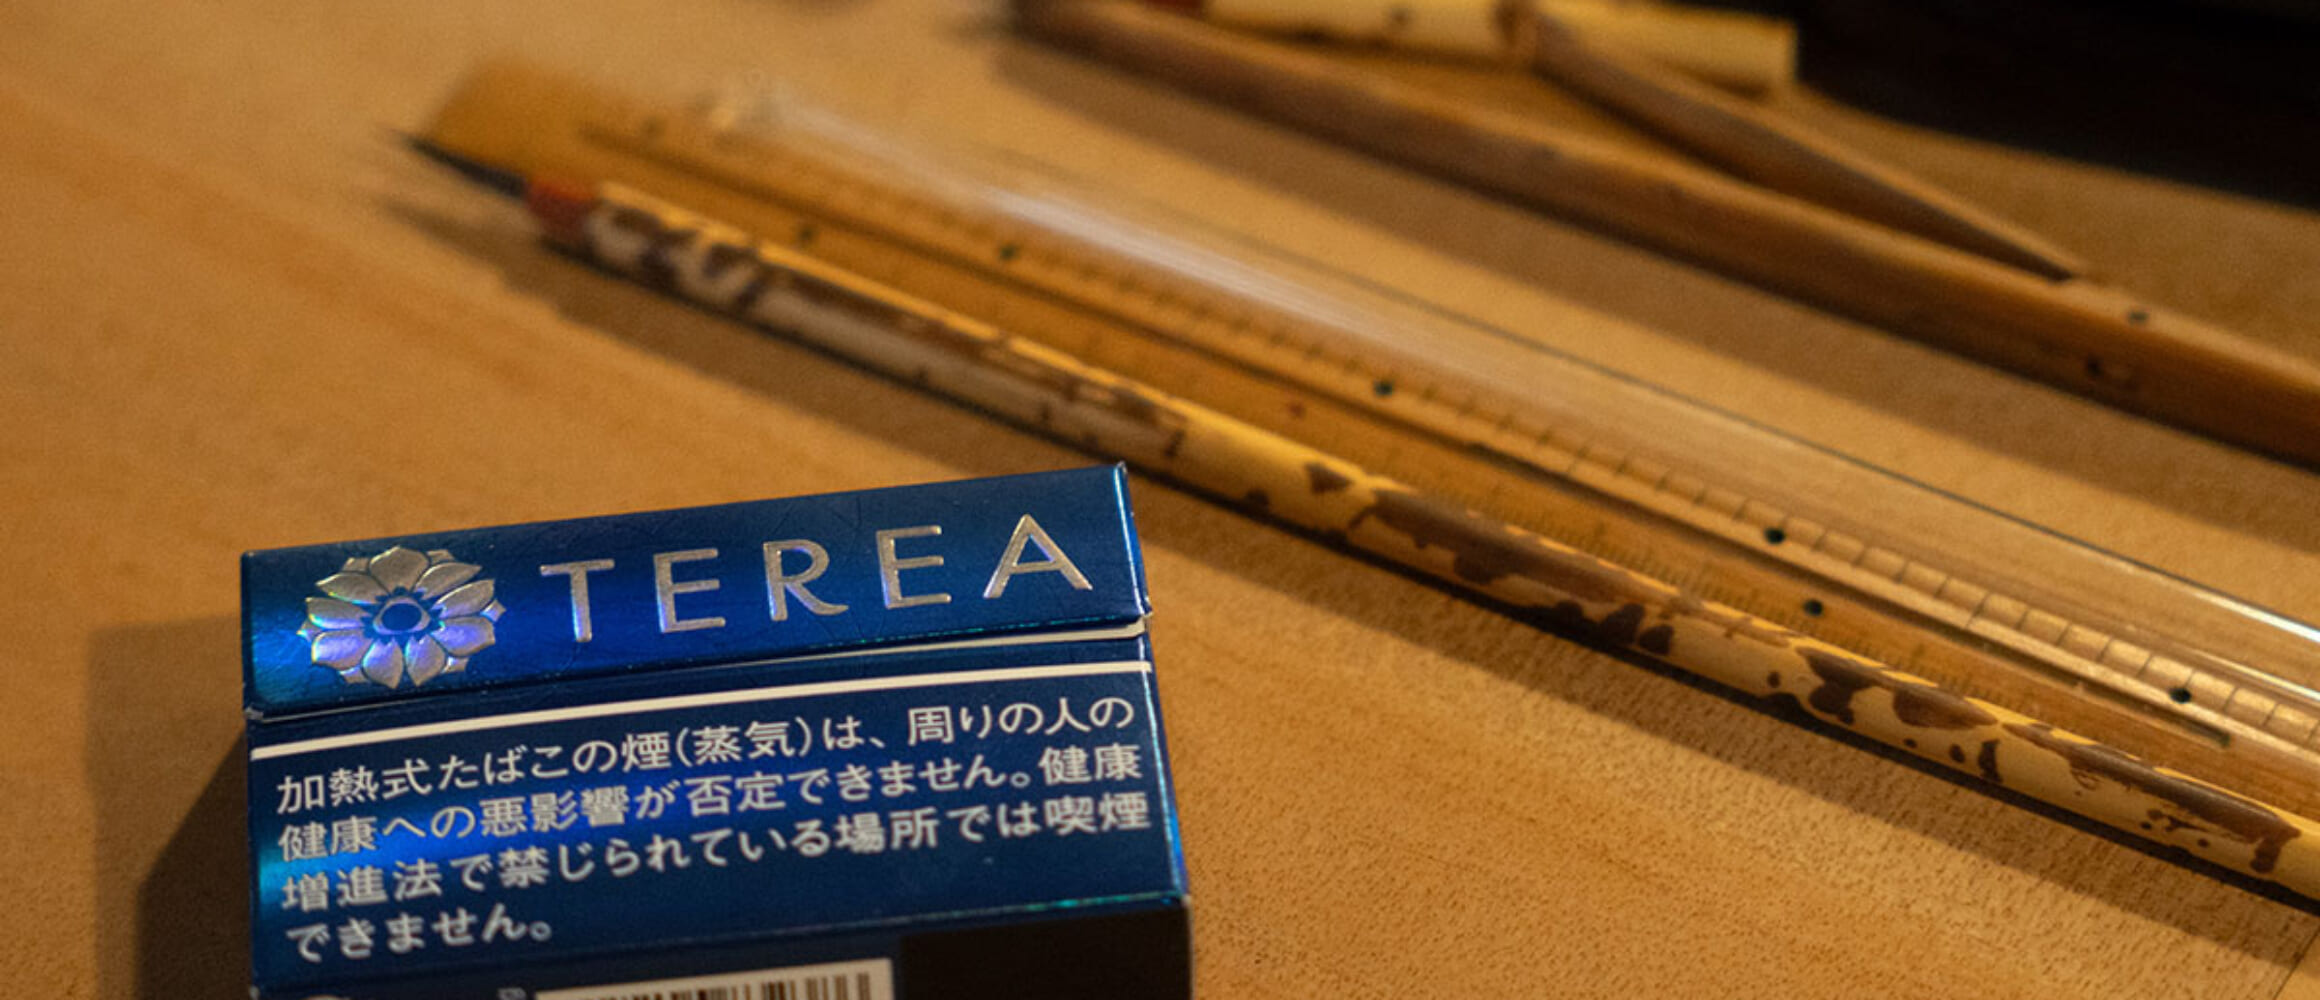 TEREA
加熱式たばこの煙(蒸気)は、周りの人の
健康への悪影響が否定できません。健康
増進法で禁じられている場所では喫煙
できません。